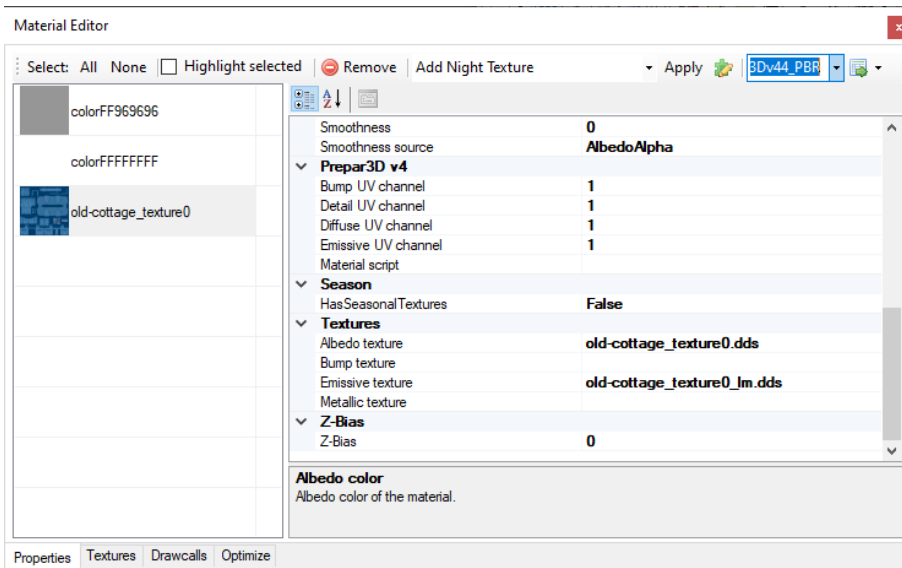 Material Editor
Select: All None Highlight selected Remove Add Night Texture Apply 3Dv44_PBR
colorFF969696
colorFFFFFFFF
old-cottage_texture0
Smoothness 0
Smoothness source AlbedoAlpha
Prepar3D v4
Bump UV channel 1
Detail UV channel 1
Diffuse UV channel 1
Emissive UV channel 1
Material script
Season
HasSeasonalTextures False
Textures
Albedo texture old-cottage_texture0.dds
Bump texture
Emissive texture old-cottage_texture0_lm.dds
Metallic texture
Z-Bias
Z-Bias 0
Albedo color
Albedo color of the material.
Properties Textures Drawcalls Optimize